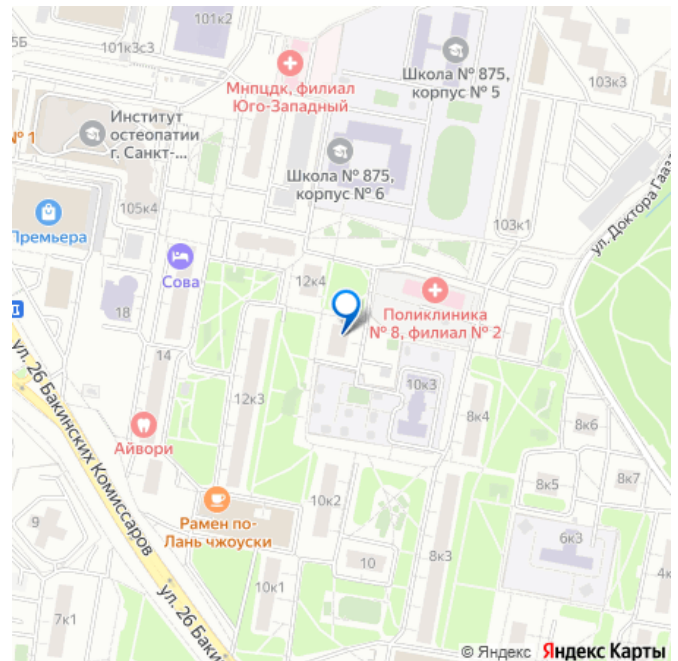 101к2
101к3с3
Мнпцдк, филиал
Юго-Западный
Школа № 875,
корпус № 5
103к3
Институт
остеопатии
г. Санкт-...
№ 1
Школа № 875,
корпус № 6
105к4
Премьера
Сова
103к1
ул. Доктора Гааза
18
12к4
Поликлиника
№ 8, филиал № 2
14
12к3
10к3
8к4
8к6
Айвори
ул. 26 Бакинских Комиссаров
8к5
8к7
10к2
Рамен по-
Лань чжоуски
9
6к3
8к3
10
10к1
7к1
ул. 26 Баки
© Яндекс Яндекс Карты